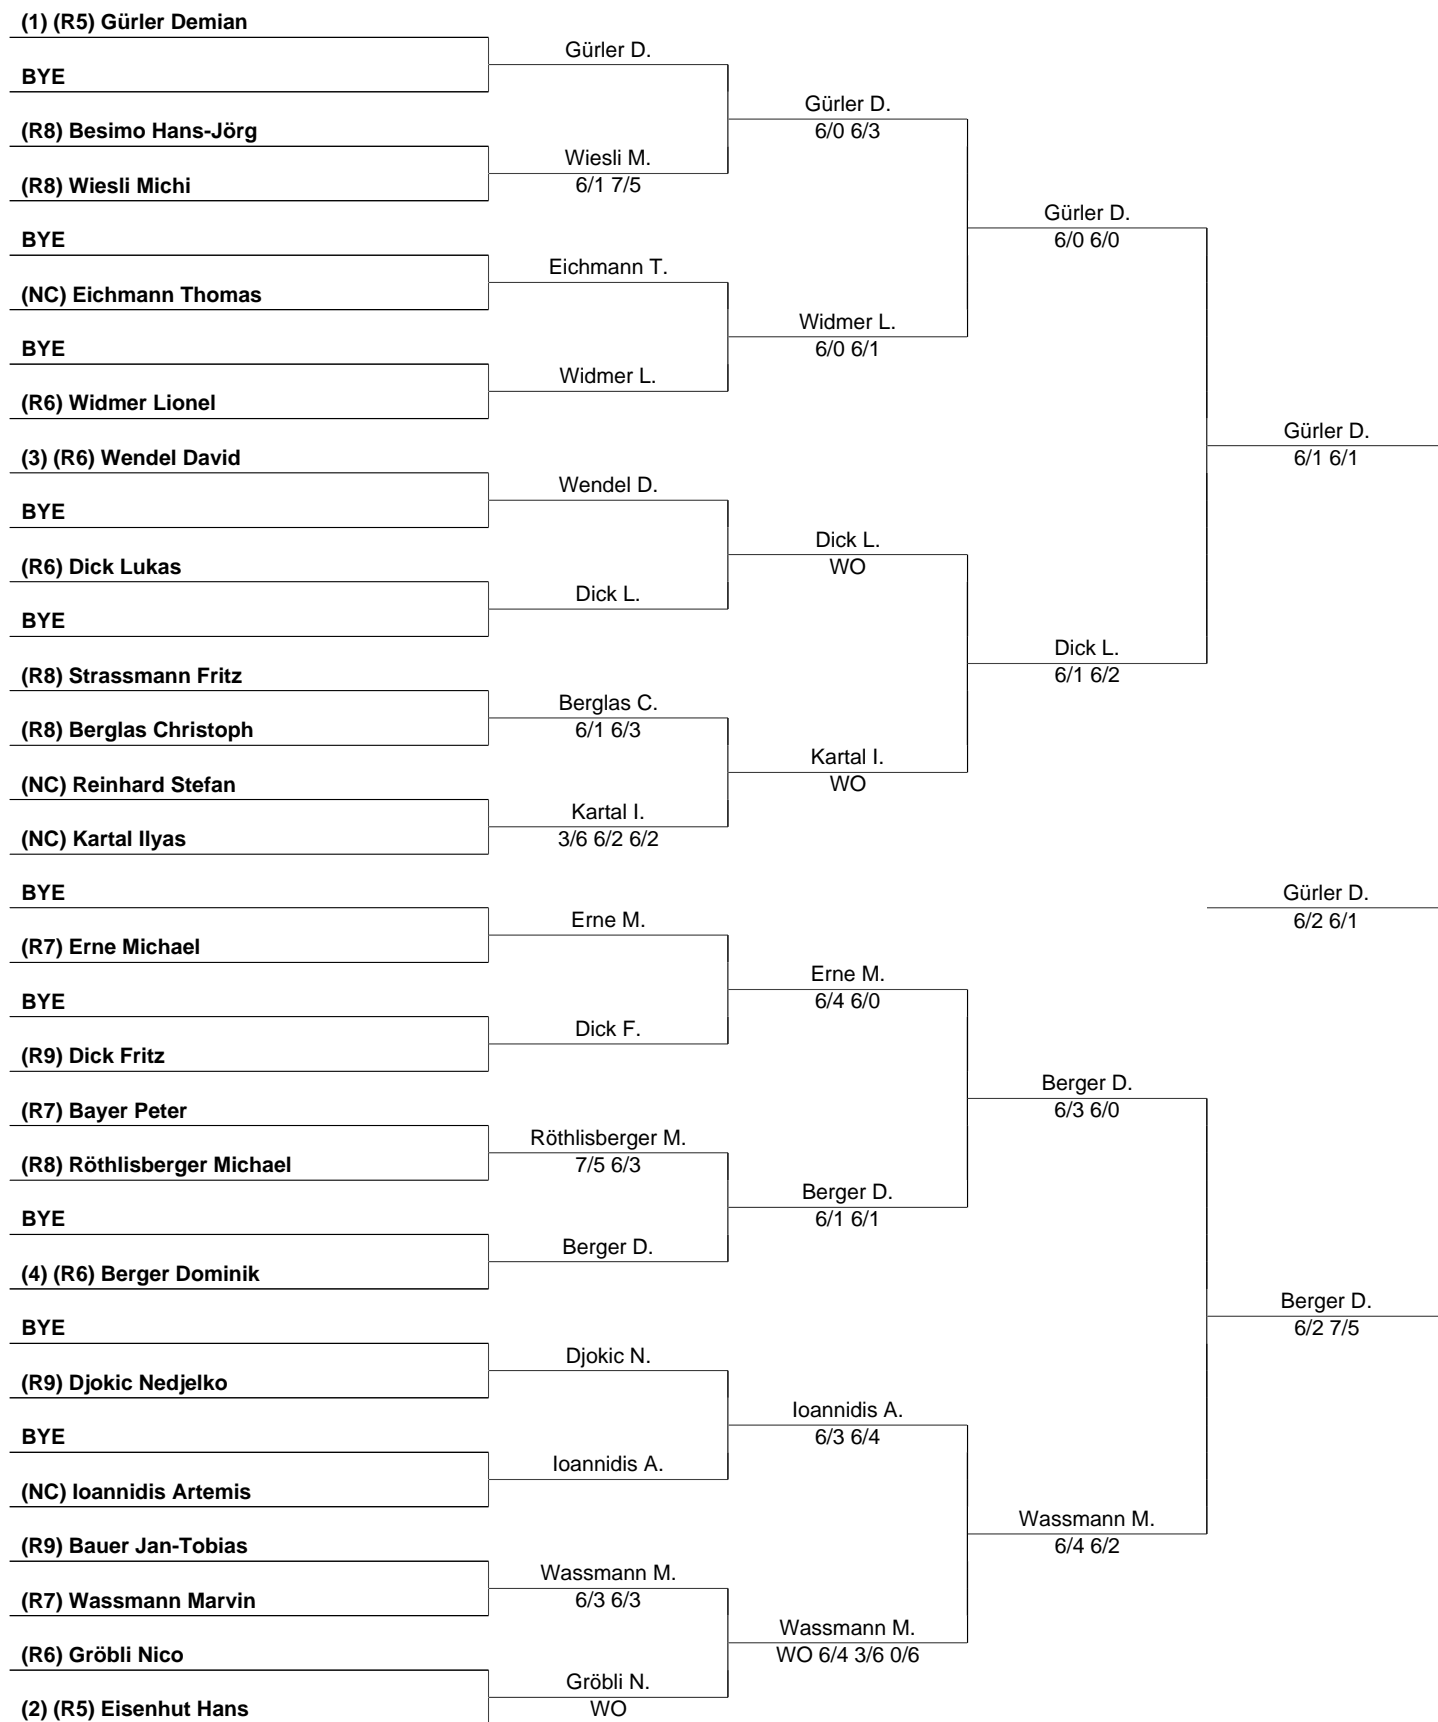 (1) (R5) Gürler Demian
BYE
(R8) Besimo Hans-Jörg
(R8) Wiesli Michi
BYE
(NC) Eichmann Thomas
BYE
(R6) Widmer Lionel
(3) (R6) Wendel David
BYE
(R6) Dick Lukas
BYE
(R8) Strassmann Fritz
(R8) Berglas Christoph
(NC) Reinhard Stefan
(NC) Kartal Ilyas
BYE
(R7) Erne Michael
BYE
(R9) Dick Fritz
(R7) Bayer Peter
(R8) Röthlisberger Michael
BYE
(4) (R6) Berger Dominik
BYE
(R9) Djokic Nedjelko
BYE
(NC) Ioannidis Artemis
(R9) Bauer Jan-Tobias
(R7) Wassmann Marvin
(R6) Gröbli Nico
(2) (R5) Eisenhut Hans
Gürler D.
Wiesli M.
6/1 7/5
Eichmann T.
Widmer L.
Wendel D.
Dick L.
Berglas C.
6/1 6/3
Kartal I.
3/6 6/2 6/2
Erne M.
Dick F.
Röthlisberger M.
7/5 6/3
Berger D.
Djokic N.
Ioannidis A.
Wassmann M.
6/3 6/3
Gröbli N.
WO
Gürler D.
6/0 6/3
Widmer L.
6/0 6/1
Dick L.
WO
Kartal I.
WO
Erne M.
6/4 6/0
Berger D.
6/1 6/1
Ioannidis A.
6/3 6/4
Wassmann M.
WO 6/4 3/6 0/6
Gürler D.
6/0 6/0
Dick L.
6/1 6/2
Berger D.
6/3 6/0
Wassmann M.
6/4 6/2
Gürler D.
6/1 6/1
Gürler D.
6/2 6/1
Berger D.
6/2 7/5